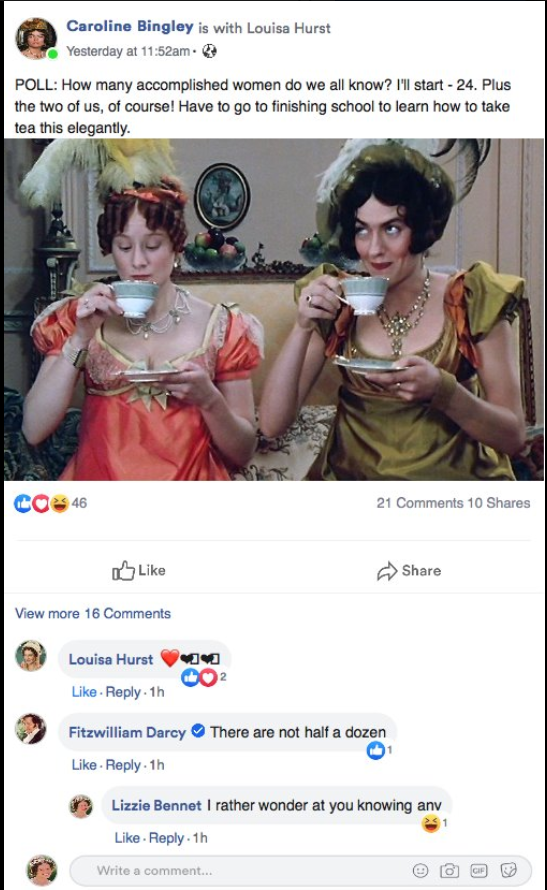 Caroline Bingley is with Louisa Hurst
Yesterday at 11:52am ·
POLL: How many accomplished women do we all know? I'll start - 24. Plus
the two of us, of course! Have to go to finishing school to learn how to take
tea this elegantly.
46
21 Comments 10 Shares
Like
Share
View more 16 Comments
Louisa Hurst
2
Like · Reply · 1h
Fitzwilliam Darcy There are not half a dozen
1
Like · Reply · 1h
Lizzie Bennet I rather wonder at you knowing any
1
Like · Reply · 1h
Write a comment...
GIF